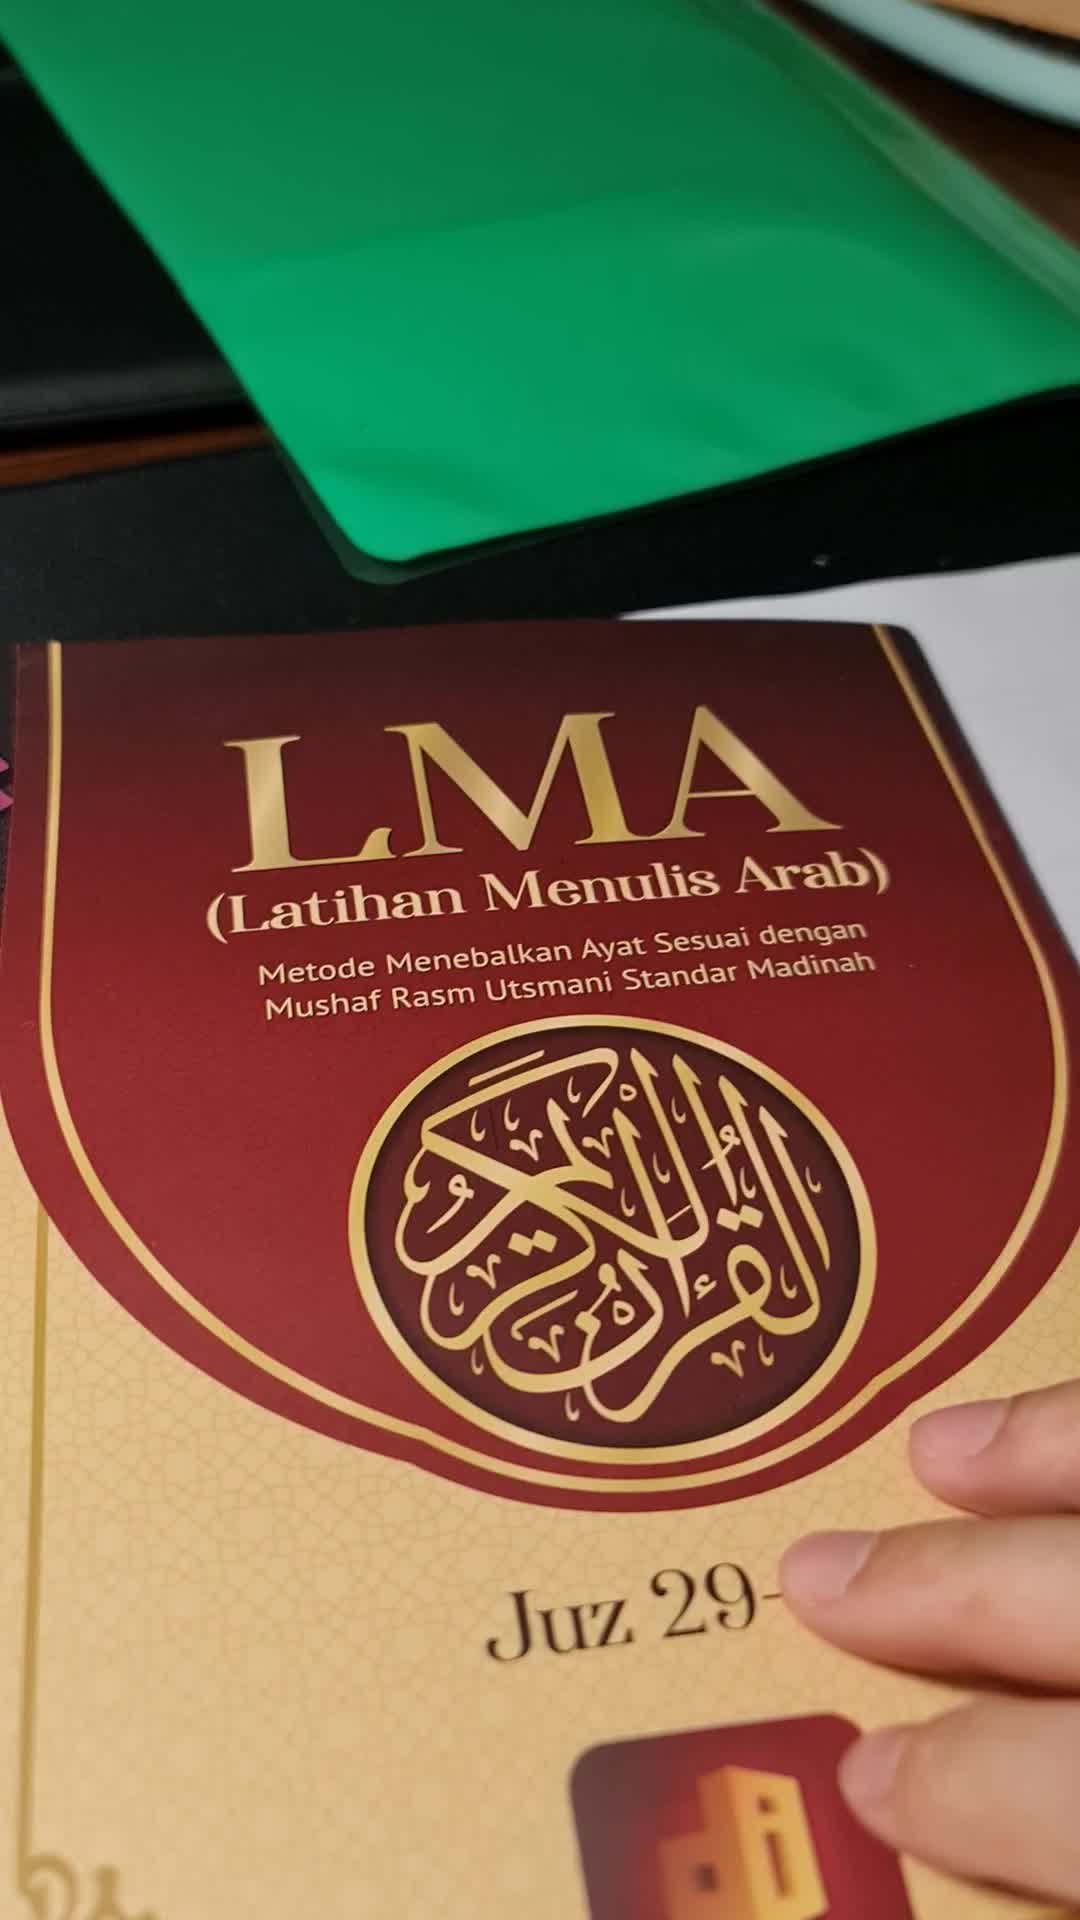 LMA
(Latihan Menulis Arab)
Metode Menebalkan Ayat Sesuai dengan
Mushaf Rasm Utsmani Standar Madinah
القرآن الكريم
Juz 29-